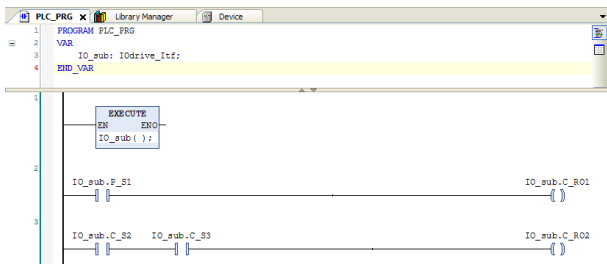 PLC_PRG Library Manager Device
1 PROGRAM PLC_PRG
2 VAR
3 IO_sub: IOdrive_Itf;
4 END_VAR
1
EXECUTE
EN ENO
IO_sub( );
2
IO_sub.P_S1 IO_sub.C_RO1
3
IO_sub.C_S2 IO_sub.C_S3 IO_sub.C_RO2